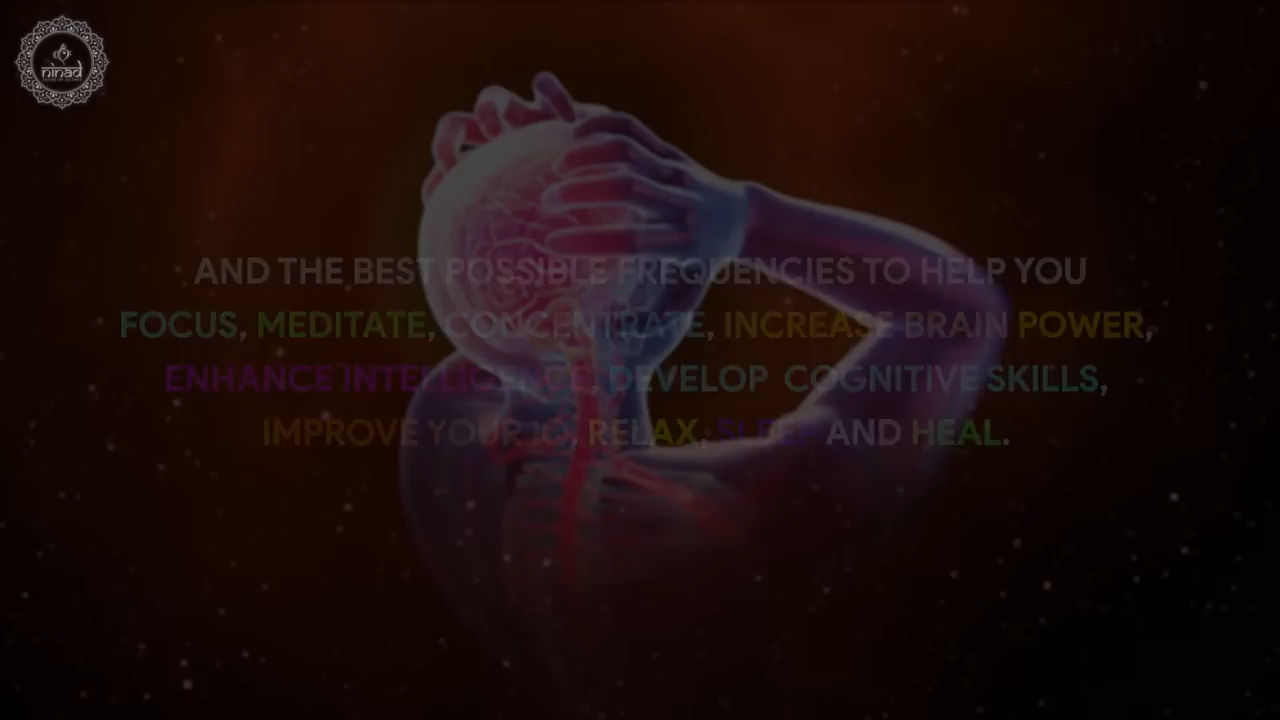 ninad
AND THE BEST POSSIBLE FREQUENCIES TO HELP YOU
FOCUS, MEDITATE, CONCENTRATE, INCREASE BRAIN POWER,
ENHANCE INTELLIGENCE, DEVELOP COGNITIVE SKILLS,
IMPROVE YOUR IQ, RELAX, SLEEP AND HEAL.